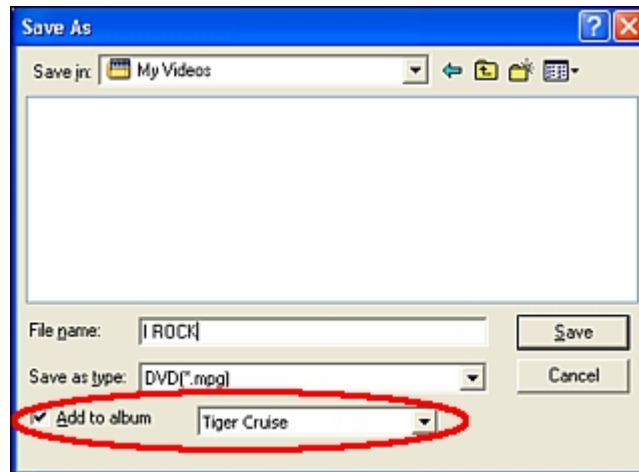 Save As
Save in: My Videos
File name: I ROCK
Save
Save as type: DVD(*.mpg)
Cancel
Add to album Tiger Cruise